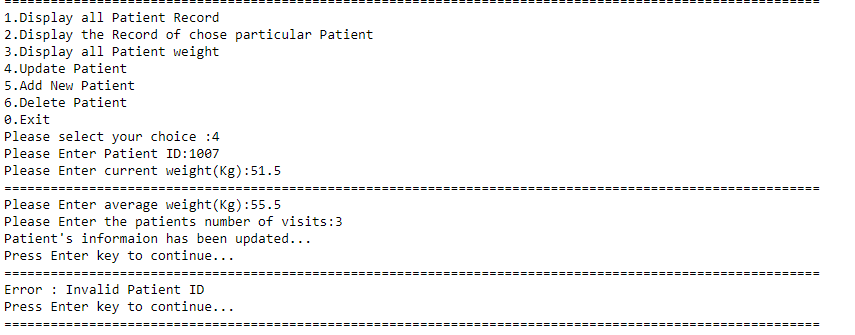 ==========================================================================================================
1.Display all Patient Record
2.Display the Record of chose particular Patient
3.Display all Patient weight
4.Update Patient
5.Add New Patient
6.Delete Patient
0.Exit
Please select your choice :4
Please Enter Patient ID:1007
Please Enter current weight(Kg):51.5
==========================================================================================================
Please Enter average weight(Kg):55.5
Please Enter the patients number of visits:3
Patient's informaion has been updated...
Press Enter key to continue...
==========================================================================================================
Error : Invalid Patient ID
Press Enter key to continue...
==========================================================================================================